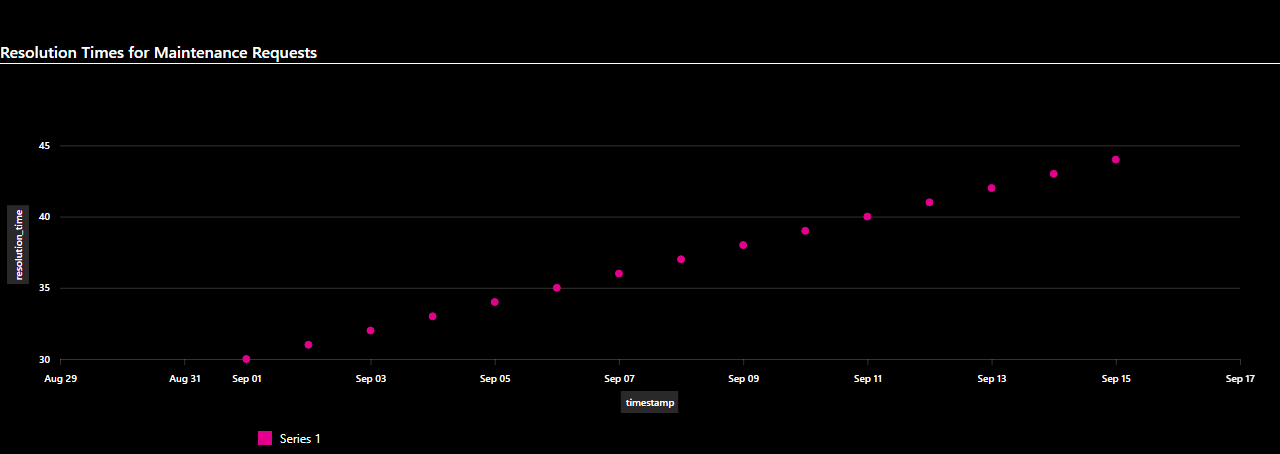 Resolution Times for Maintenance Requests
45
40
35
30
resolution_time
Aug 29 Aug 31 Sep 01 Sep 03 Sep 05 Sep 07 Sep 09 Sep 11 Sep 13 Sep 15 Sep 17
timestamp
Series 1